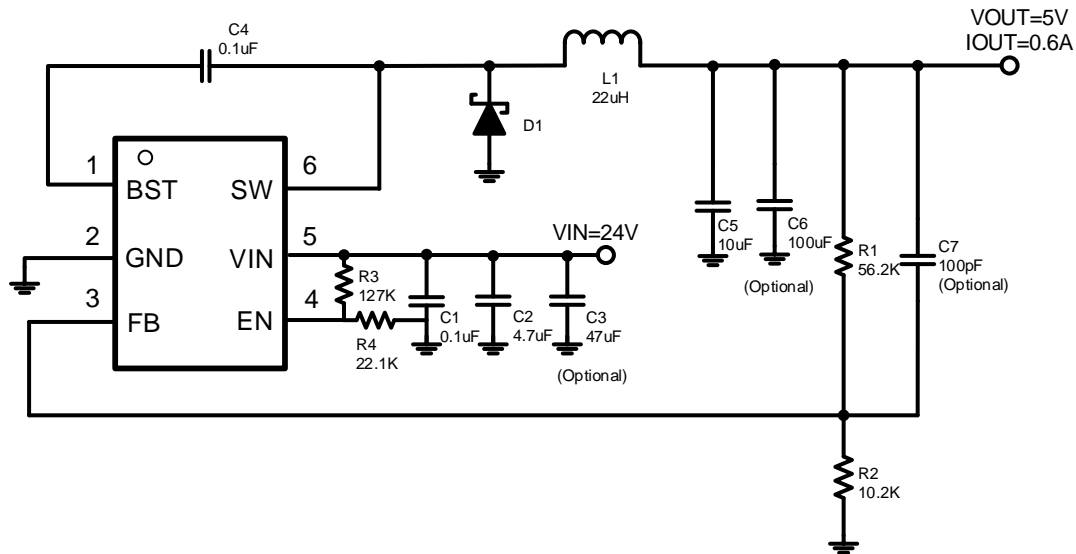 C4
0.1uF
VOUT=5V
IOUT=0.6A
L1
22uH
D1
1
BST
SW
6
2
GND
VIN
5
VIN=24V
3
FB
EN
4
R3
127K
R4
22.1K
C1
0.1uF
C2
4.7uF
C3
47uF
(Optional)
C5
10uF
C6
100uF
(Optional)
R1
56.2K
C7
100pF
(Optional)
R2
10.2K